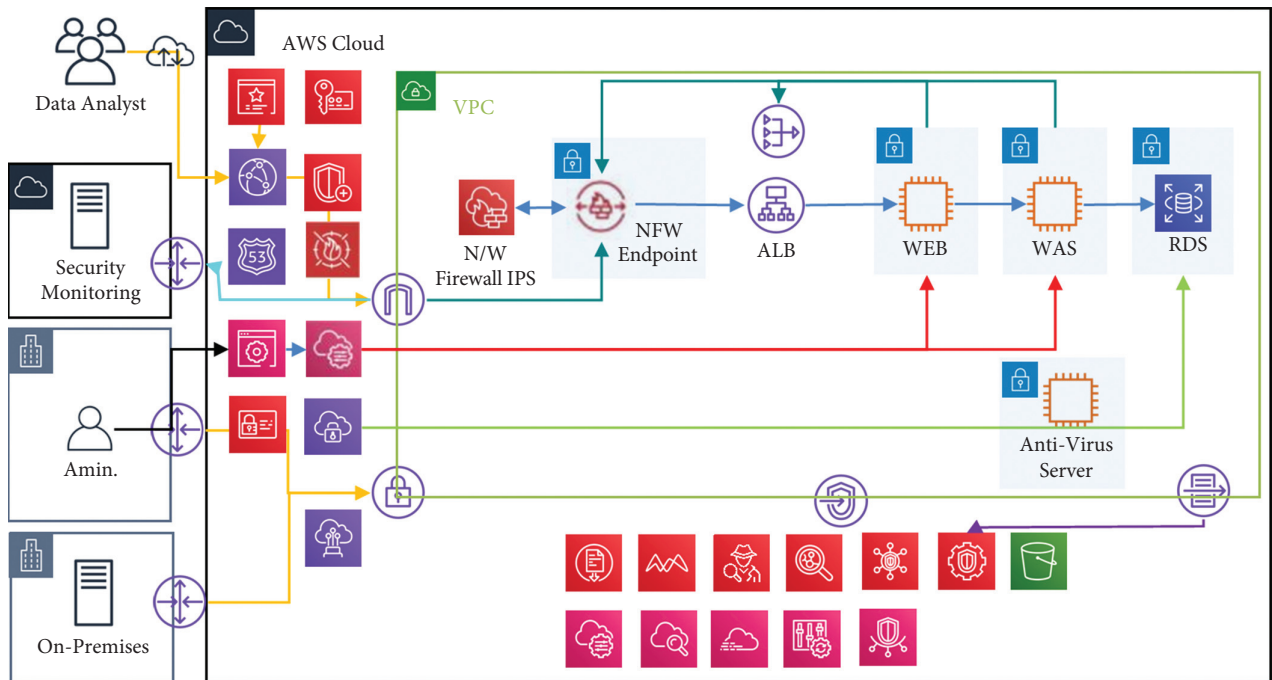 AWS Cloud
Data Analyst
VPC
Security
Monitoring
53
N/W
Firewall IPS
NFW
Endpoint
ALB
WEB
WAS
RDS
Amin.
Anti-Virus
Server
On-Premises